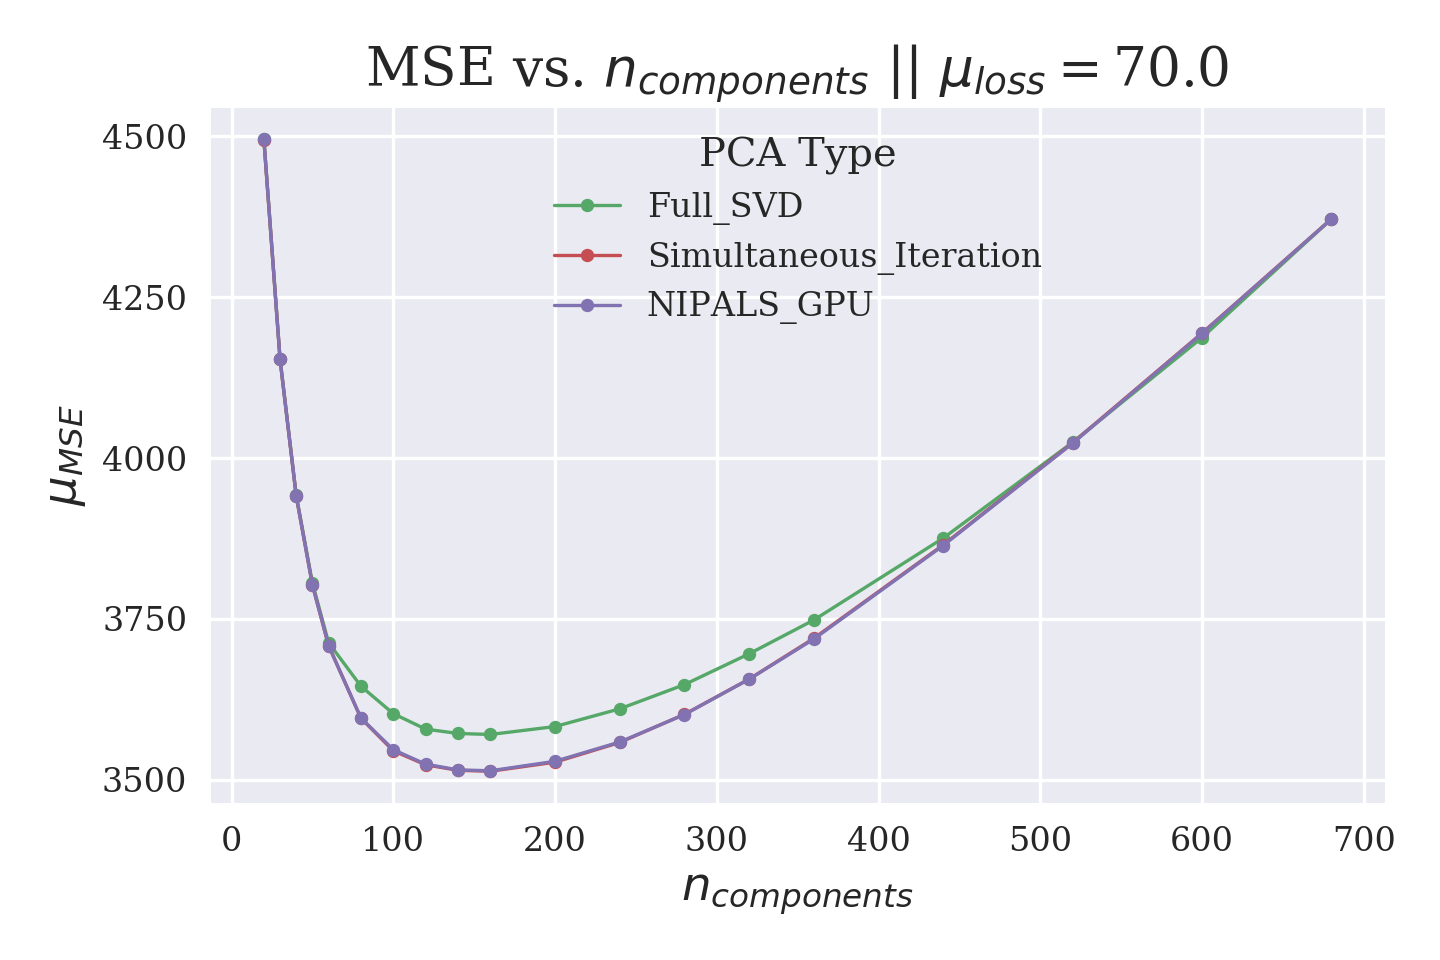 MSE vs. n_components || μ_loss = 70.0
4500
4250
4000
3750
3500
μ_MSE
PCA Type
Full_SVD
Simultaneous_Iteration
NIPALS_GPU
0 100 200 300 400 500 600 700
n_components